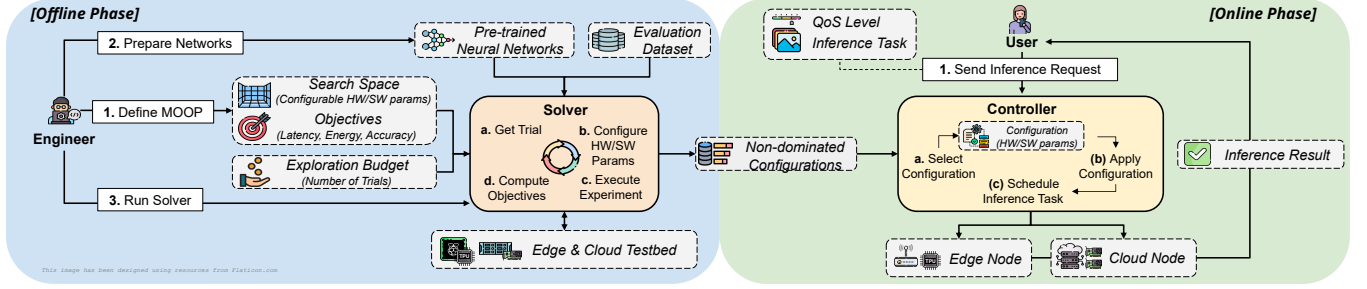 [Offline Phase]
2. Prepare Networks
Pre-trained
Neural Networks
Evaluation
Dataset
Engineer
1. Define MOOP
Search Space
(Configurable HW/SW params)
Objectives
(Latency, Energy, Accuracy)
Exploration Budget
(Number of Trials)
3. Run Solver
Solver
a. Get Trial
b. Configure
HW/SW
Params
c. Execute
Experiment
d. Compute
Objectives
TPU
Edge & Cloud Testbed
This image has been designed using resources from Flaticon.com
Non-dominated
Configurations
[Online Phase]
QoS Level
Inference Task
User
1. Send Inference Request
Controller
Configuration
(HW/SW params)
a. Select
Configuration
(b) Apply
Configuration
(c) Schedule
Inference Task
TPU
Edge Node
Cloud Node
Inference Result